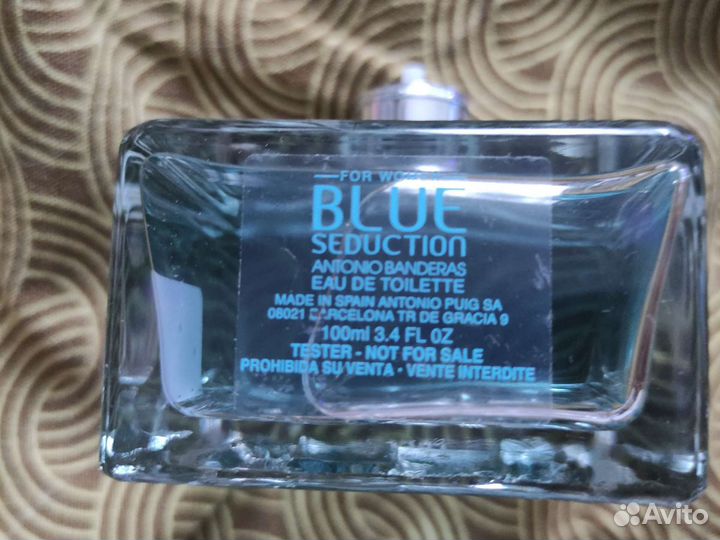 FOR
BLUE
SEDUCTION
ANTONIO BANDERAS
EAU DE TOILETTE
MADE IN SPAIN ANTONIO PUIG SA
08021 BARCELONA TR DE GRACIA 9
100ml 3.4 FL OZ
TESTER - NOT FOR SALE
PROHIBIDA SU VENTA · VENTE INTERDITE
Avito